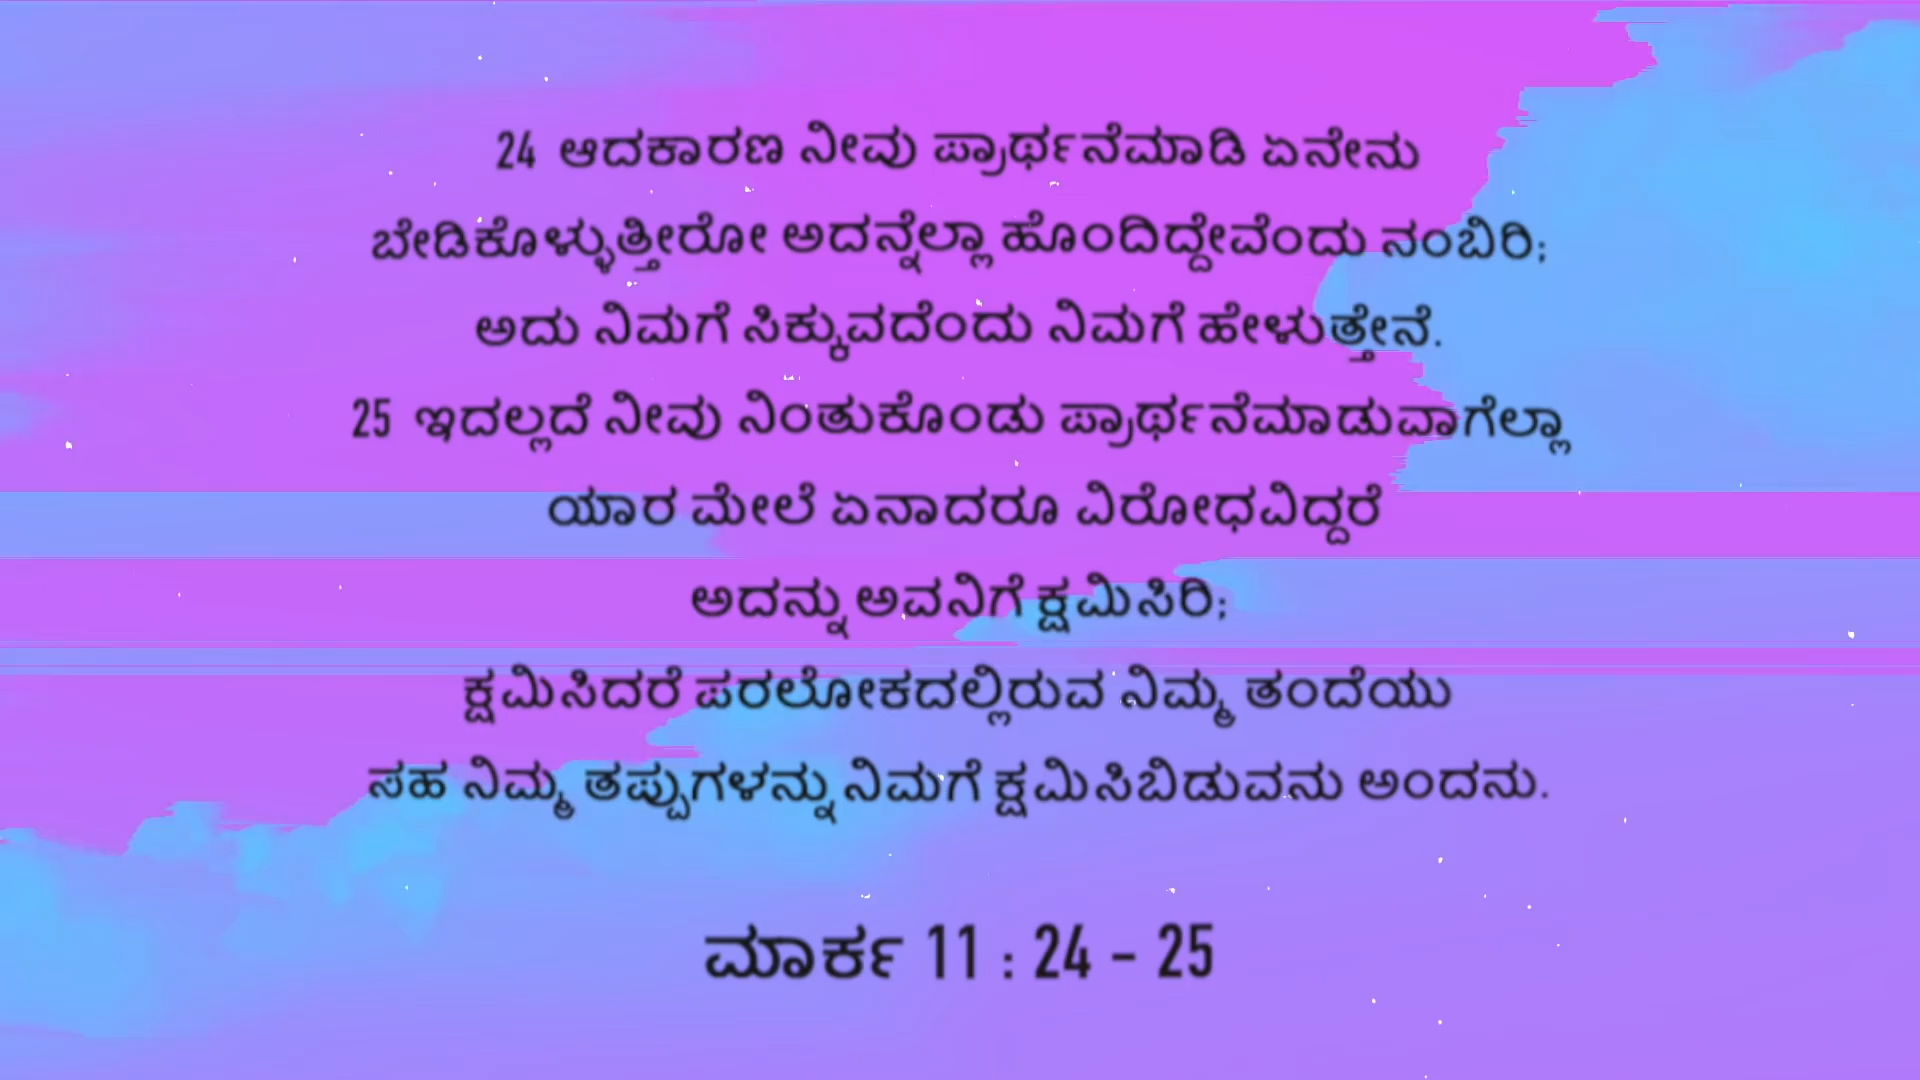 24 ಆದಕಾರಣ ನೀವು ಪ್ರಾರ್ಥನೆಮಾಡಿ ಏನೇನು
ಬೇಡಿಕೊಳ್ಳುತ್ತೀರೋ ಅದನ್ನೆಲ್ಲಾ ಹೊಂದಿದ್ದೇವೆಂದು ನಂಬಿರಿ;
ಅದು ನಿಮಗೆ ಸಿಕ್ಕುವದೆಂದು ನಿಮಗೆ ಹೇಳುತ್ತೇನೆ.
25 ಇದಲ್ಲದೆ ನೀವು ನಿಂತುಕೊಂಡು ಪ್ರಾರ್ಥನೆಮಾಡುವಾಗೆಲ್ಲಾ
ಯಾರ ಮೇಲೆ ಏನಾದರೂ ವಿರೋಧವಿದ್ದರೆ
ಅದನ್ನು ಅವನಿಗೆ ಕ್ಷಮಿಸಿರಿ;
ಕ್ಷಮಿಸಿದರೆ ಪರಲೋಕದಲ್ಲಿರುವ ನಿಮ್ಮ ತಂದೆಯು
ಸಹ ನಿಮ್ಮ ತಪ್ಪುಗಳನ್ನು ನಿಮಗೆ ಕ್ಷಮಿಸಿಬಿಡುವನು ಅಂದನು.
ಮಾರ್ಕ 11 : 24 - 25